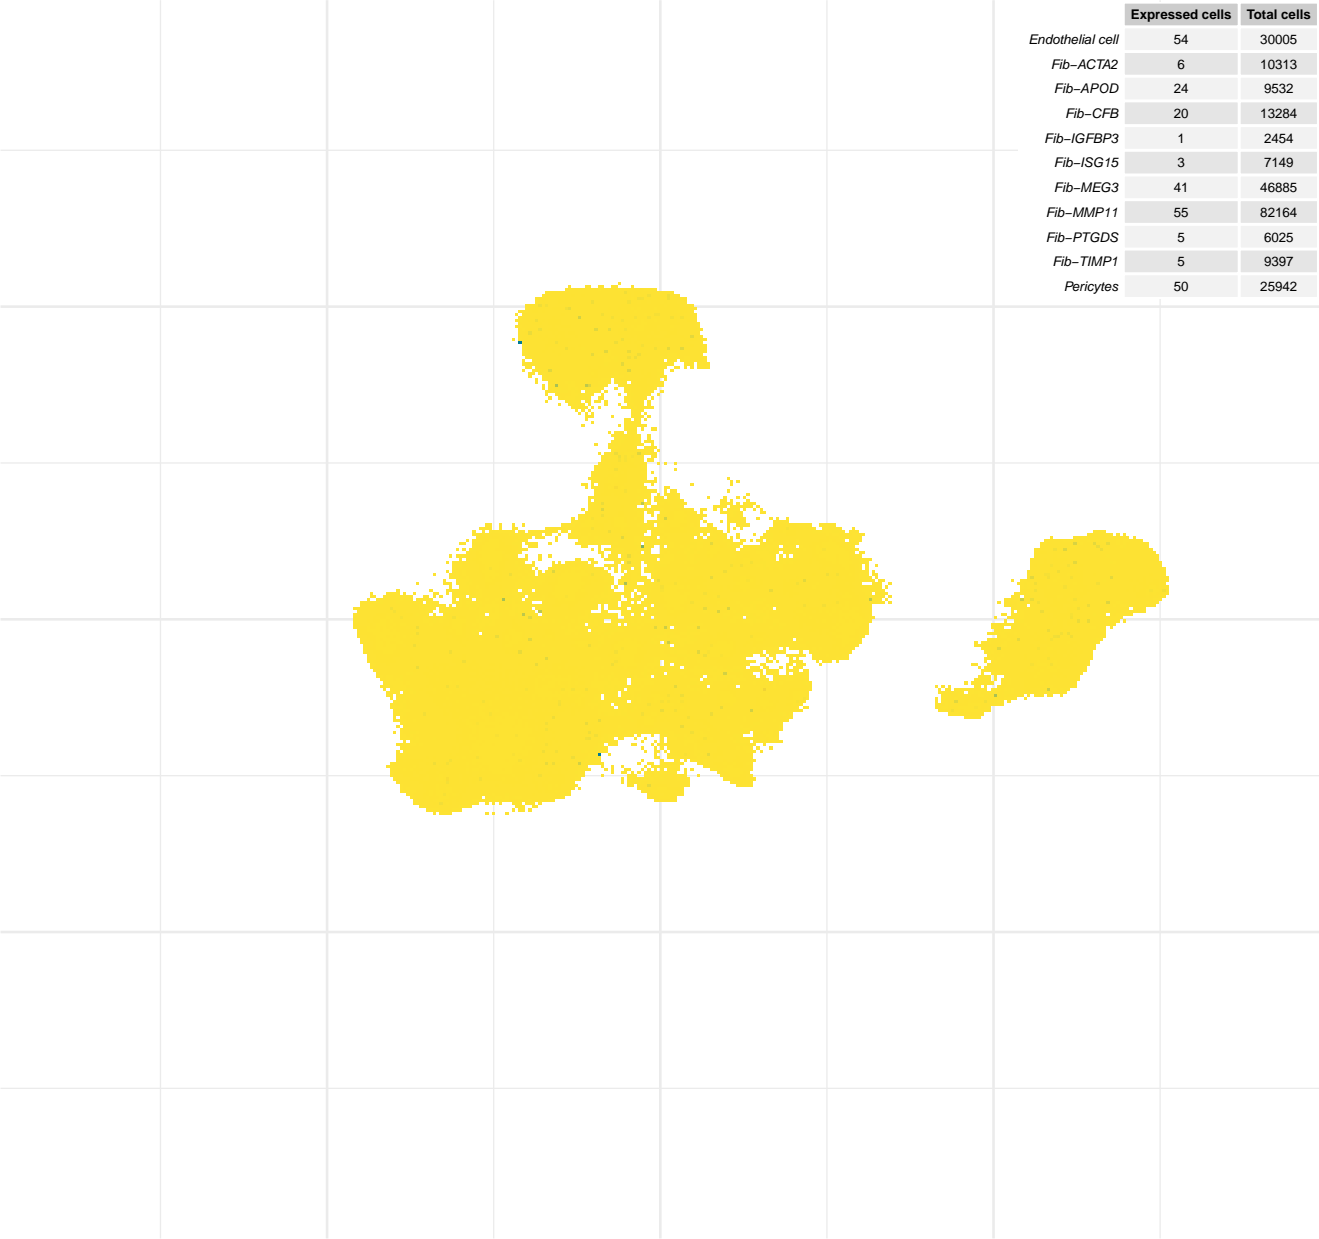 Expressed cells Total cells
Endothelial cell 54 30005
Fib−ACTA2 6 10313
Fib−APOD 24 9532
Fib−CFB 20 13284
Fib−IGFBP3 1 2454
Fib−ISG15 3 7149
Fib−MEG3 41 46885
Fib−MMP11 55 82164
Fib−PTGDS 5 6025
Fib−TIMP1 5 9397
Pericytes 50 25942